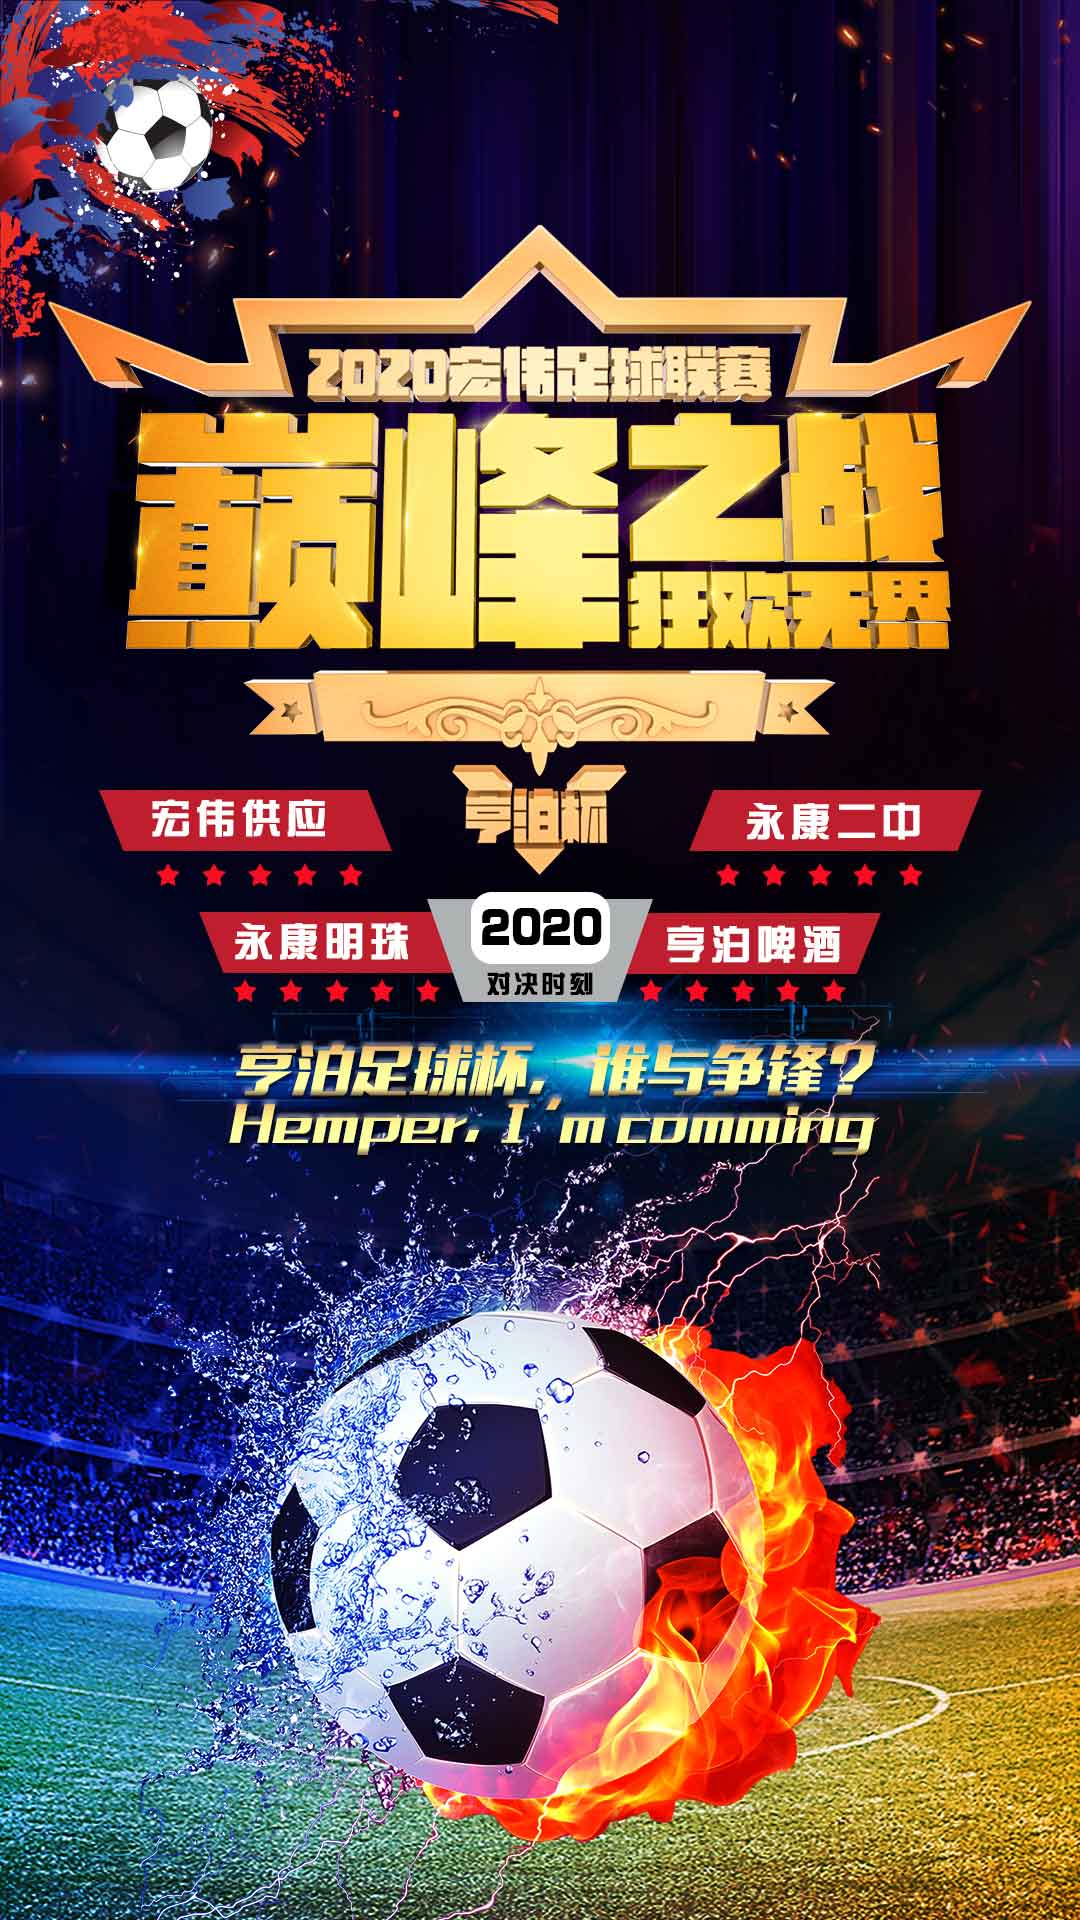 2020宏伟足球联赛
巅峰之战
狂欢无界
亨泊杯
宏伟供应
永康二中
永康明珠
2020
亨泊啤酒
对决时刻
亨泊足球杯，谁与争锋？
Hemper, I'm comming